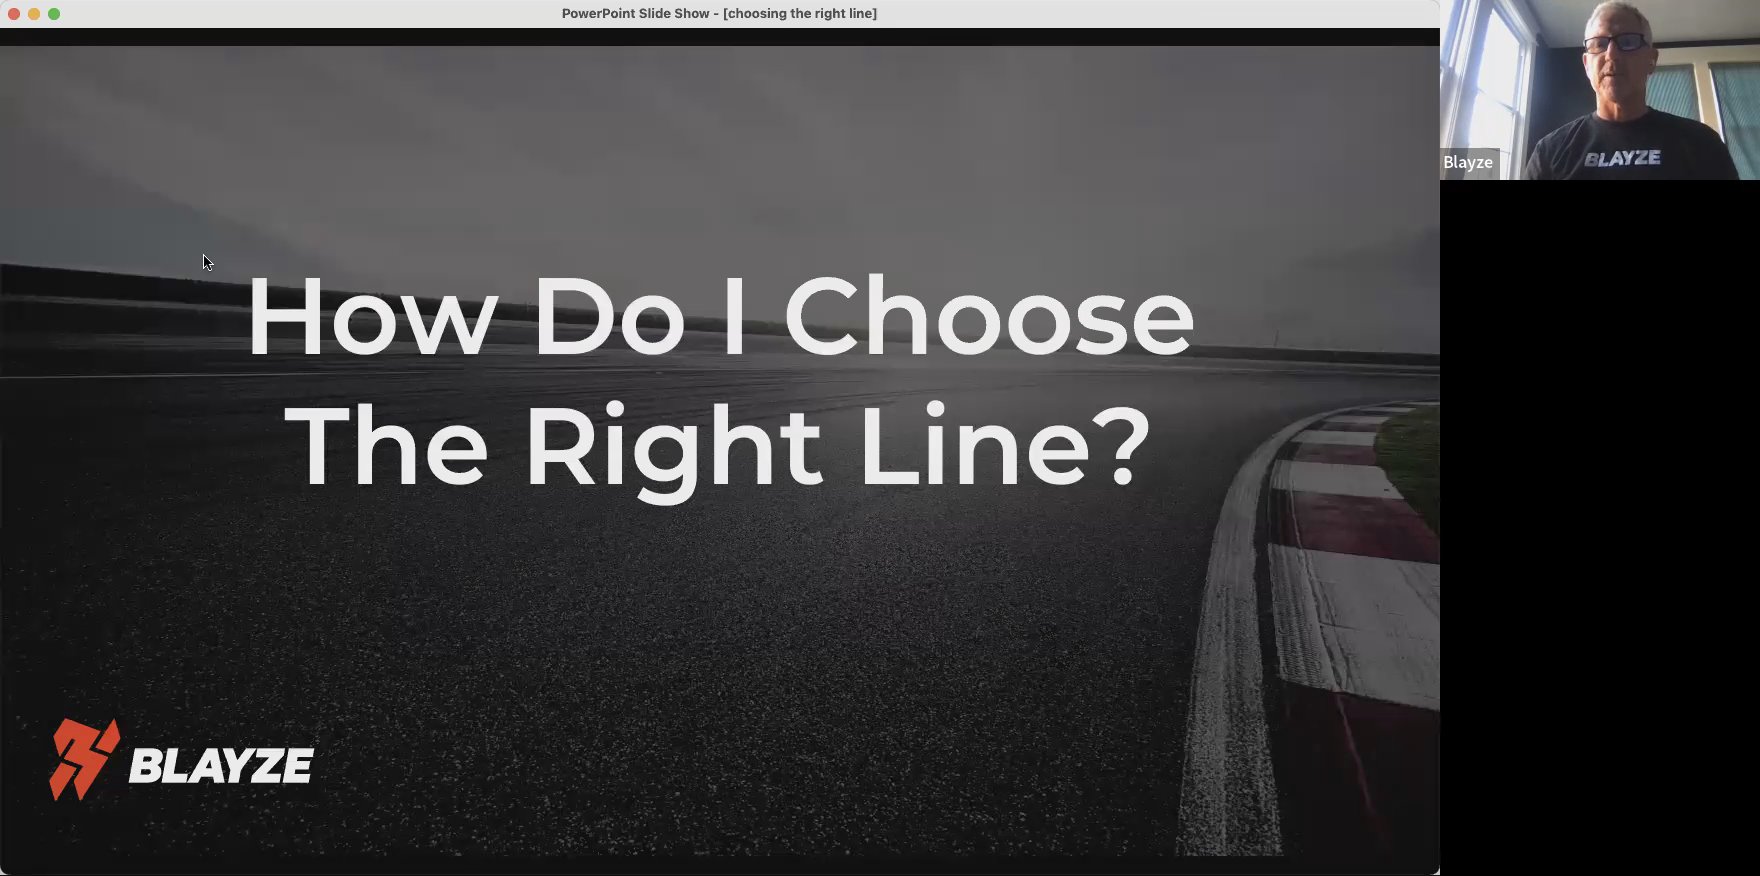 PowerPoint Slide Show - [choosing the right line]
Blayze
BLAYZE
How Do I Choose
The Right Line?
BLAYZE